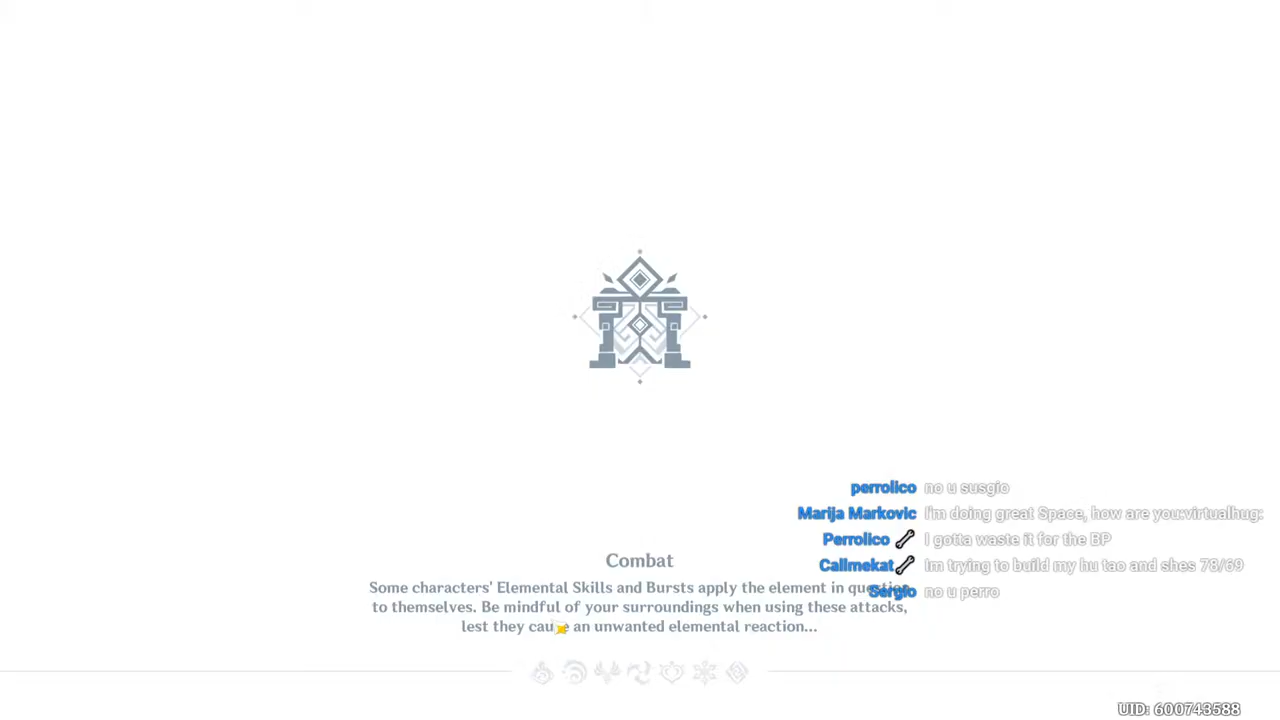 perrolico no u susgio
Marija Markovic I'm doing great Space, how are you:virtualhug:
Perrolico I gotta waste it for the BP
Callmekat Im trying to build my hu tao and shes 78/69
Sergio no u perro
Combat
Some characters' Elemental Skills and Bursts apply the element in
to themselves. Be mindful of your surroundings when using these attacks,
lest they cause an unwanted elemental reaction...
UID: 600743588